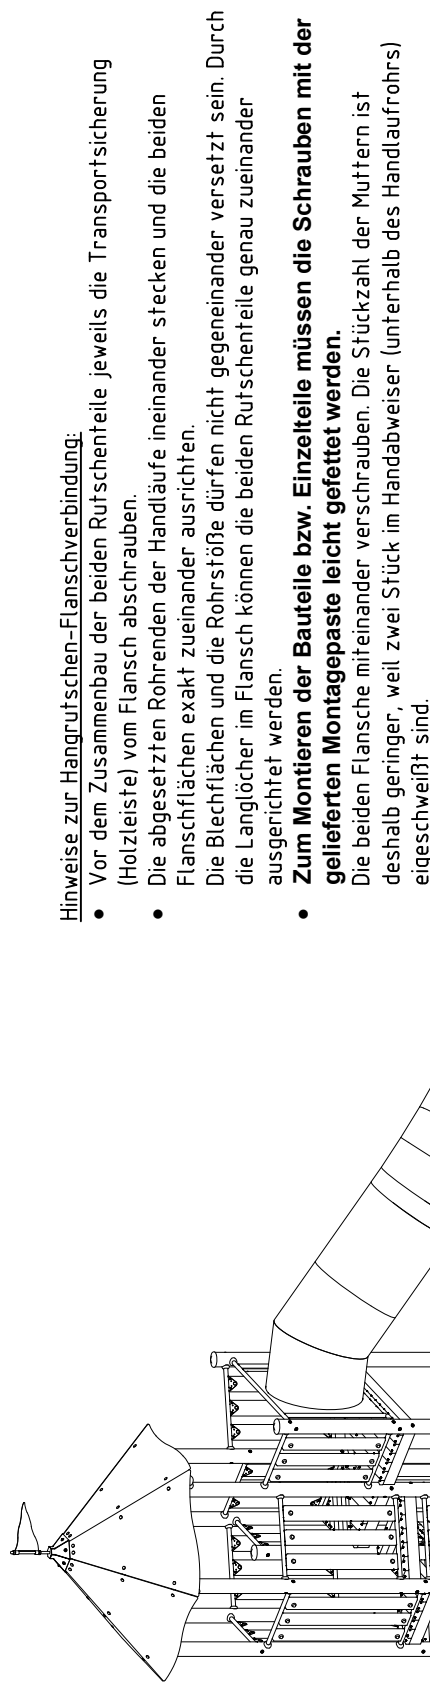 Hinweise zur Hangrutschen-Flanschverbindung:
● Vor dem Zusammenbau der beiden Rutschenteile jeweils die Transportsicherung
(Holzleiste) vom Flansch abschrauben.
● Die abgesetzten Rohrenden der Handläufe ineinander stecken und die beiden
Flanschflächen exakt zueinander ausrichten.
Die Blechflächen und die Rohrstöße dürfen nicht gegeneinander versetzt sein. Durch
die Langlöcher im Flansch können die beiden Rutschenteile genau zueinander
ausgerichtet werden.
● Zum Montieren der Bauteile bzw. Einzelteile müssen die Schrauben mit der
gelieferten Montagepaste leicht gefettet werden.
Die beiden Flansche miteinander verschrauben. Die Stückzahl der Muttern ist
deshalb geringer, weil zwei Stück im Handabweiser (unterhalb des Handlaufrohrs)
eigeschweißt sind.